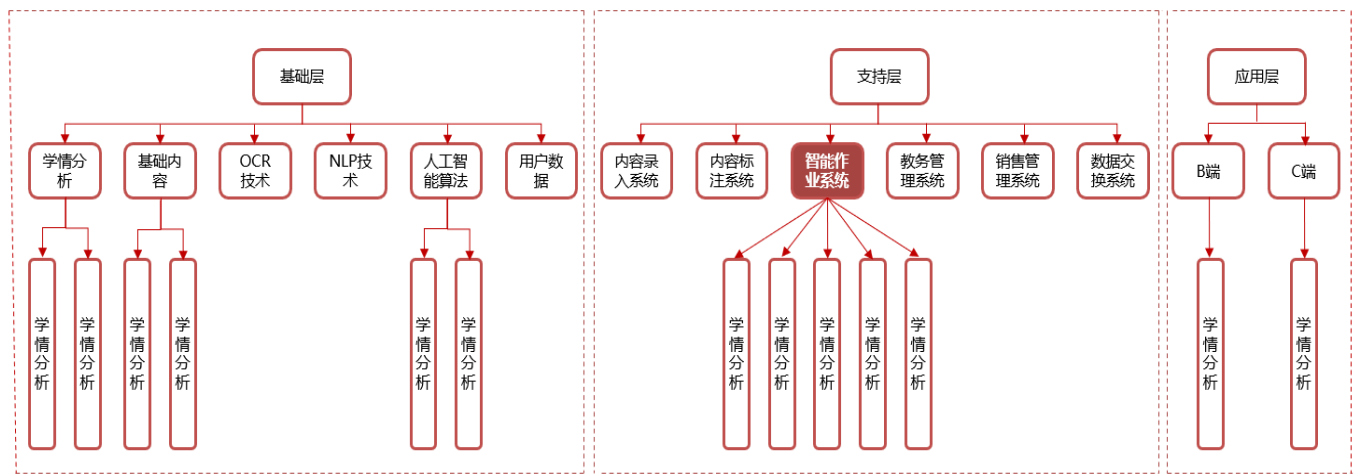 基础层
支持层
应用层
学情分
析
基础内
容
OCR
技术
NLP技
术
人工智
能算法
用户数
据
内容录
入系统
内容标
注系统
智能作
业系统
教务管
理系统
销售管
理系统
数据交
换系统
B端
C端
学情分析
学情分析
学情分析
学情分析
学情分析
学情分析
学情分析
学情分析
学情分析
学情分析
学情分析
学情分析
学情分析